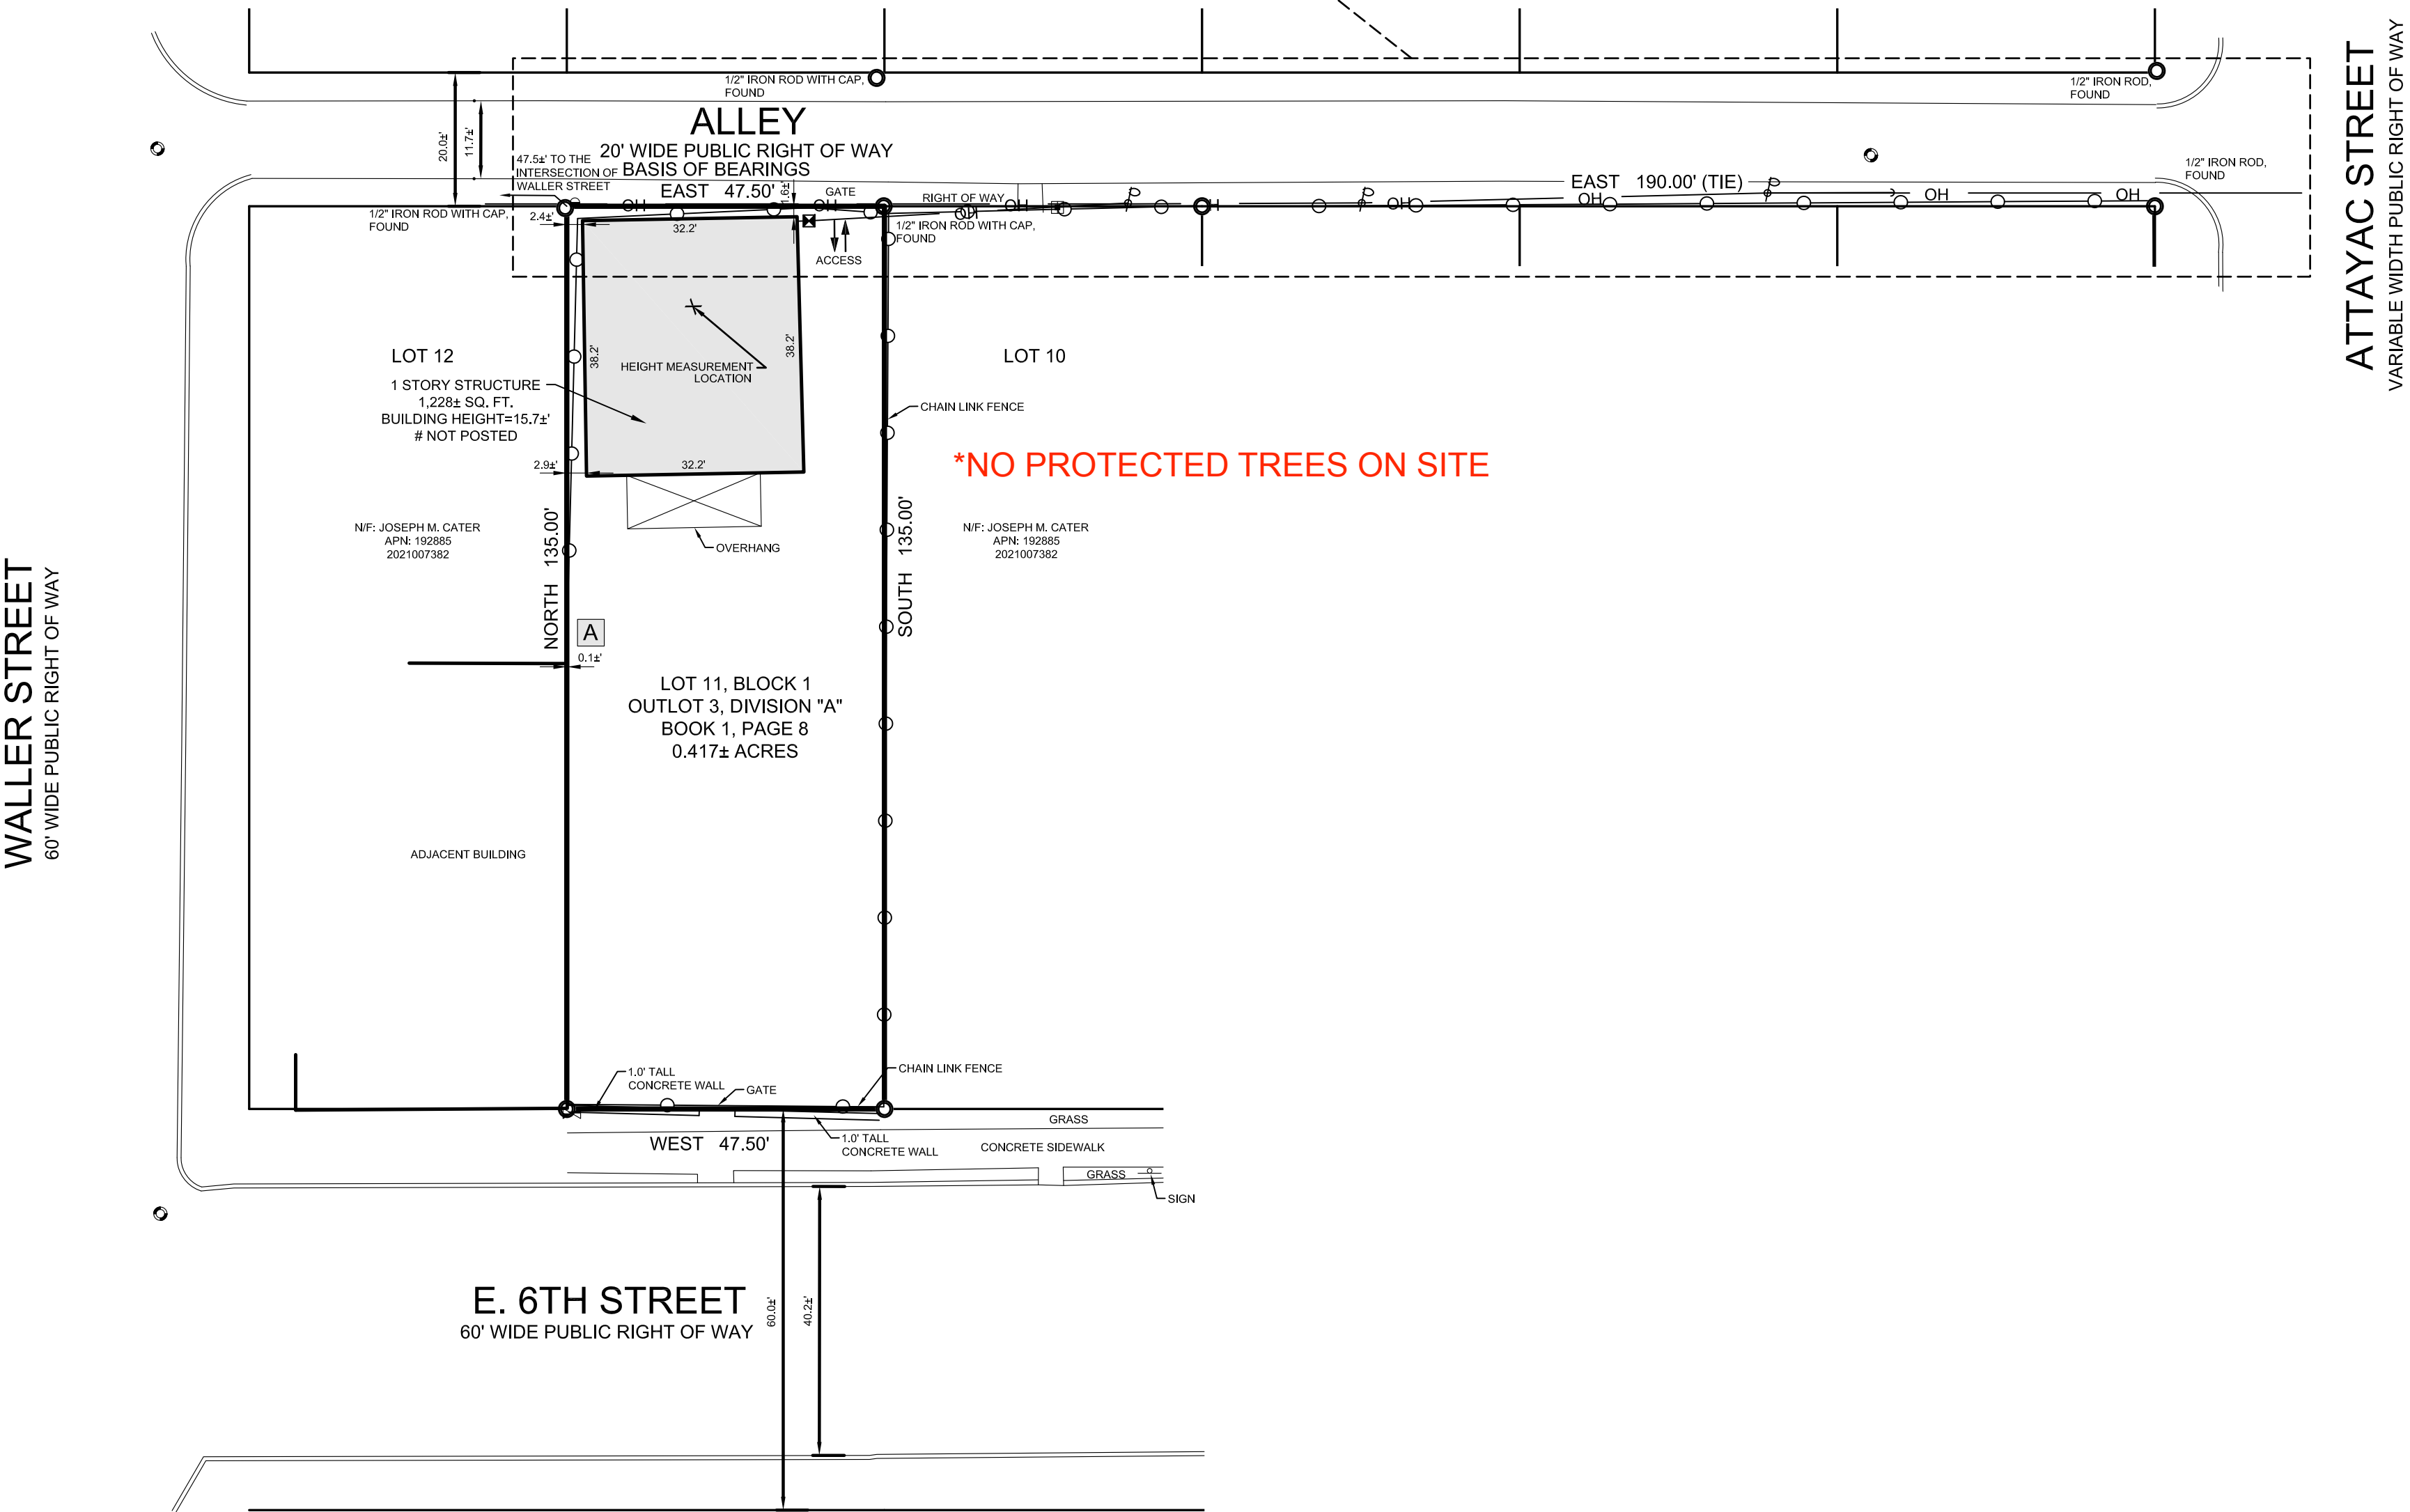 1/2" IRON ROD WITH CAP,
FOUND
1/2" IRON ROD,
FOUND
ALLEY
20' WIDE PUBLIC RIGHT OF WAY
BASIS OF BEARINGS
EAST 47.50'
20.0±'
11.7±'
47.5±' TO THE
INTERSECTION OF
WALLER STREET
1.6±'
GATE
RIGHT OF WAY
EAST 190.00' (TIE)
1/2" IRON ROD,
FOUND
ATTAYAC STREET
VARIABLE WIDTH PUBLIC RIGHT OF WAY
OH
OH
OH
OH
OH
OH
OH
OH
OH
1/2" IRON ROD WITH CAP,
FOUND
2.4±'
32.2'
1/2" IRON ROD WITH CAP,
FOUND
ACCESS
LOT 12
1 STORY STRUCTURE
1,228± SQ. FT.
BUILDING HEIGHT=15.7±'
# NOT POSTED
38.2'
HEIGHT MEASUREMENT
LOCATION
38.2'
LOT 10
CHAIN LINK FENCE
*NO PROTECTED TREES ON SITE
2.9±'
32.2'
N/F: JOSEPH M. CATER
APN: 192885
2021007382
OVERHANG
N/F: JOSEPH M. CATER
APN: 192885
2021007382
NORTH 135.00'
SOUTH 135.00'
WALLER STREET
60' WIDE PUBLIC RIGHT OF WAY
A
0.1±'
LOT 11, BLOCK 1
OUTLOT 3, DIVISION "A"
BOOK 1, PAGE 8
0.417± ACRES
ADJACENT BUILDING
1.0' TALL
CONCRETE WALL
GATE
CHAIN LINK FENCE
GRASS
WEST 47.50'
1.0' TALL
CONCRETE WALL
CONCRETE SIDEWALK
GRASS
SIGN
E. 6TH STREET
60' WIDE PUBLIC RIGHT OF WAY
60.0±'
40.2±'